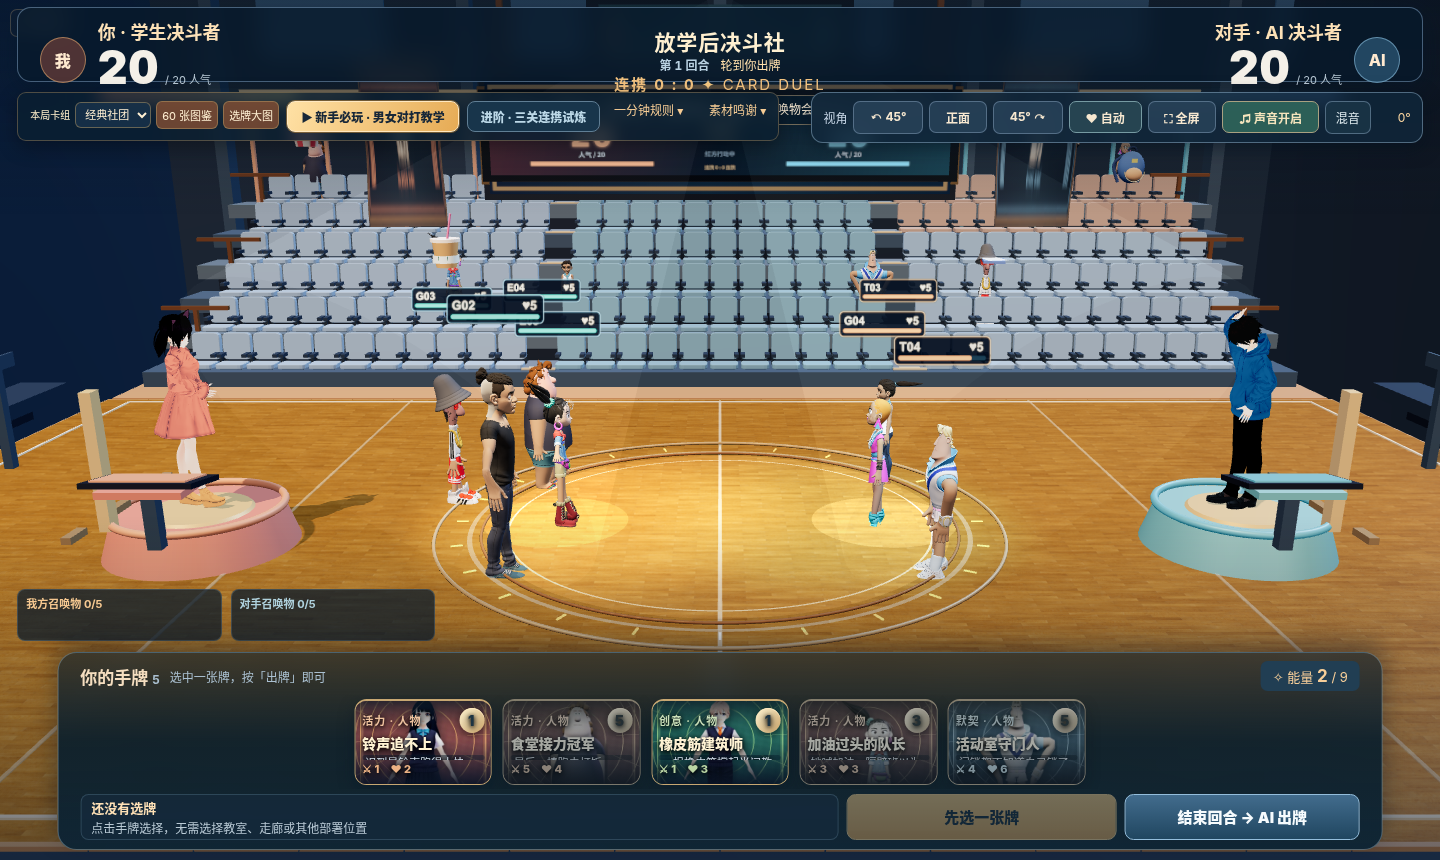 我
你 · 学生决斗者
20 / 20 人气
放学后决斗社
第 1 回合 轮到你出牌
连携 0 : 0 ✦ CARD DUEL
对手 · AI 决斗者
20 / 20 人气
AI
本局卡组 经典社团 60 张图鉴 选牌大图 ▶ 新手必玩 · 男女对打教学 进阶 · 三关连携试炼 一分钟规则 ▾ 素材鸣谢 ▾
唤物会
视角 ↶ 45° 正面 45° ↷ ♥ 自动 ⛶ 全屏 ♫ 声音开启 混音 0°
人气 / 20
人气 / 20
G03
E04 ♥5
G02 ♥5
♥5
T03 ♥5
G04 ♥5
T04 ♥5
我方召唤物 0/5
对手召唤物 0/5
你的手牌 5 选中一张牌，按「出牌」即可
✧ 能量 2 / 9
活力 · 人物 1
铃声追不上
⚔1 ♥2
活力 · 人物 5
食堂接力冠军
⚔5 ♥4
创意 · 人物 1
橡皮筋建筑师
⚔1 ♥3
活力 · 人物 3
加油过头的队长
⚔3 ♥3
默契 · 人物 5
活动室守门人
⚔4 ♥6
还没有选牌
点击手牌选择，无需选择教室、走廊或其他部署位置
先选一张牌
结束回合 → AI 出牌